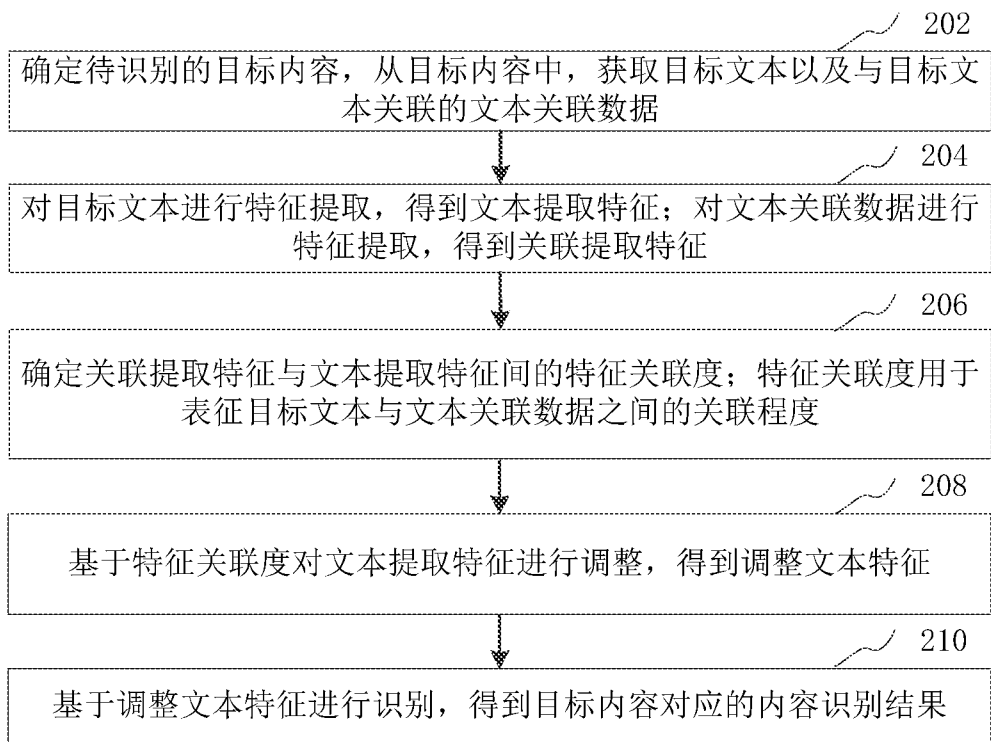 202
确定待识别的目标内容，从目标内容中，获取目标文本以及与目标文
本关联的文本关联数据
204
对目标文本进行特征提取，得到文本提取特征；对文本关联数据进行
特征提取，得到关联提取特征
206
确定关联提取特征与文本提取特征间的特征关联度；特征关联度用于
表征目标文本与文本关联数据之间的关联程度
208
基于特征关联度对文本提取特征进行调整，得到调整文本特征
210
基于调整文本特征进行识别，得到目标内容对应的内容识别结果